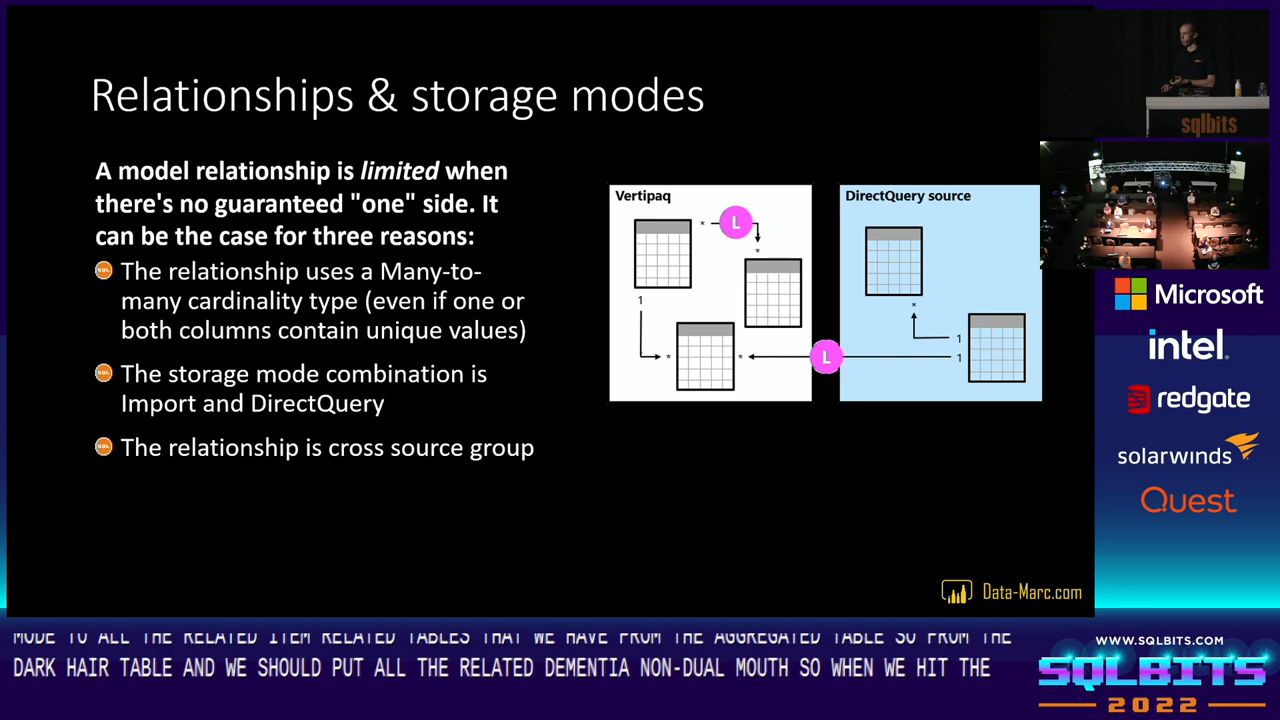 Relationships & storage modes
A model relationship is limited when
there's no guaranteed "one" side. It
can be the case for three reasons:
The relationship uses a Many-to-
many cardinality type (even if one or
both columns contain unique values)
The storage mode combination is
Import and DirectQuery
The relationship is cross source group
Vertipaq
* L
*
1
* *
DirectQuery source
*
1
L 1
Data-Marc.com
sqlbits
Microsoft
intel.
redgate
solarwinds
Quest
MODE TO ALL THE RELATED ITEM RELATED TABLES THAT WE HAVE FROM THE AGGREGATED TABLE SO FROM THE
DARK HAIR TABLE AND WE SHOULD PUT ALL THE RELATED DEMENTIA NON-DUAL MOUTH SO WHEN WE HIT THE
WWW.SQLBITS.COM
SQLBITS
2022